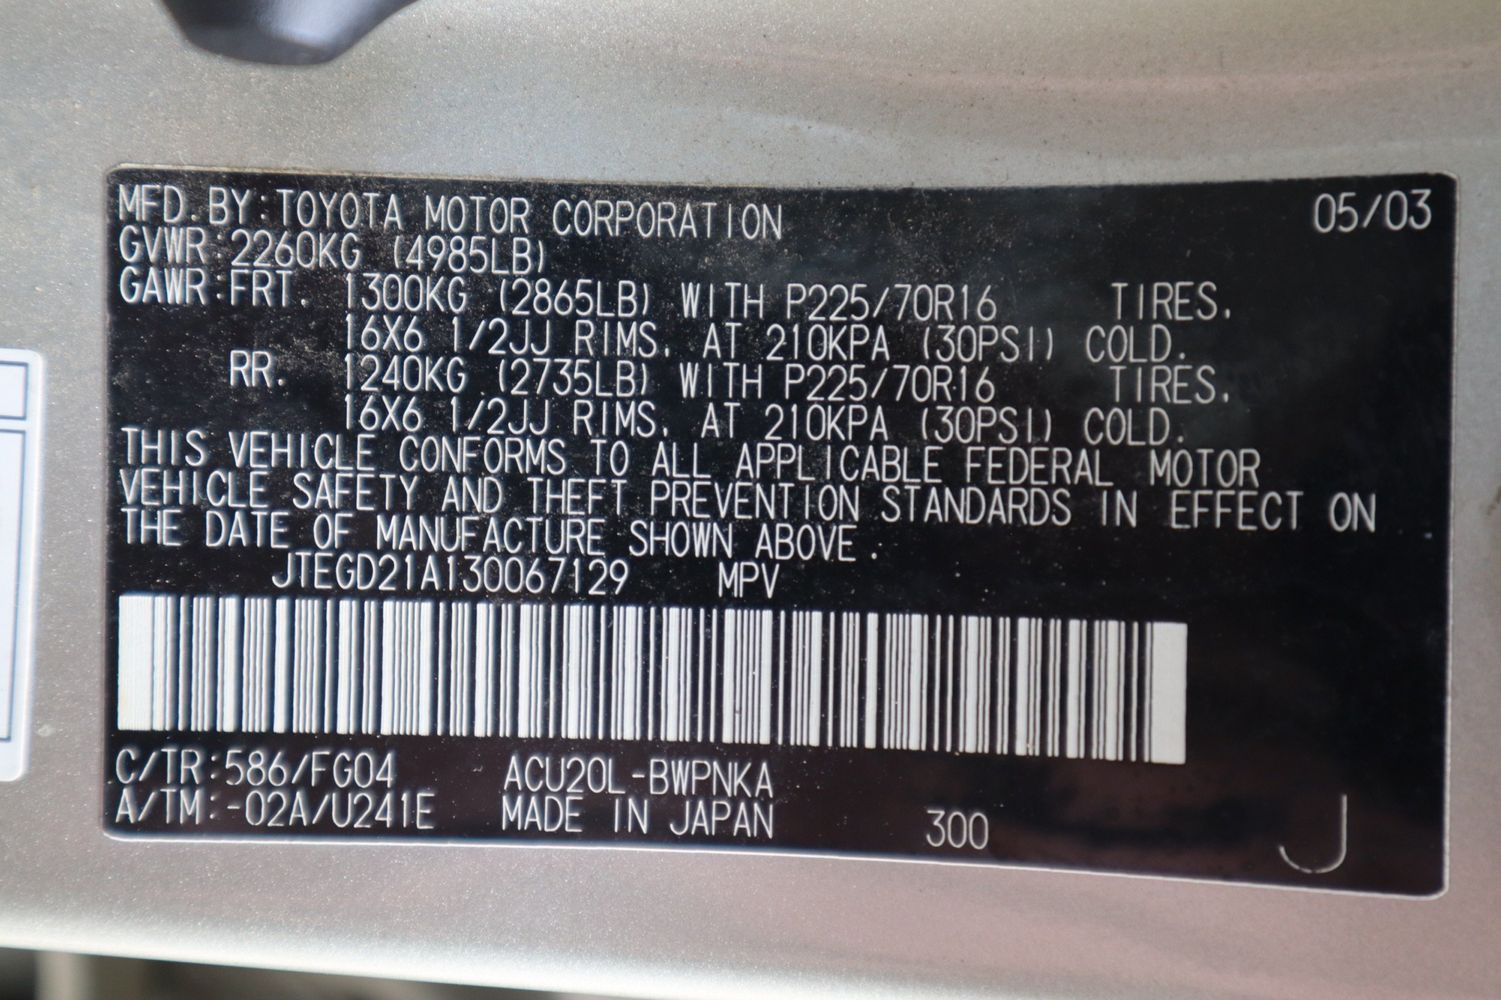 MFD. BY:TOYOTA MOTOR CORPORATION 05/03
GVWR:2260KG (4985LB)
GAWR:FRT. 1300KG (2865LB) WITH P225/70R16 TIRES.
16X6 1/2JJ RIMS. AT 210KPA (30PSI) COLD.
RR. 1240KG (2735LB) WITH P225/70R16 TIRES.
16X6 1/2JJ RIMS. AT 210KPA (30PSI) COLD.
THIS VEHICLE CONFORMS TO ALL APPLICABLE FEDERAL MOTOR
VEHICLE SAFETY AND THEFT PREVENTION STANDARDS IN EFFECT ON
THE DATE OF MANUFACTURE SHOWN ABOVE.
JTEGD21A130067129 MPV
C/TR:586/FG04 ACU20L-BWPNKA
A/TM:-02A/U241E MADE IN JAPAN 300 J